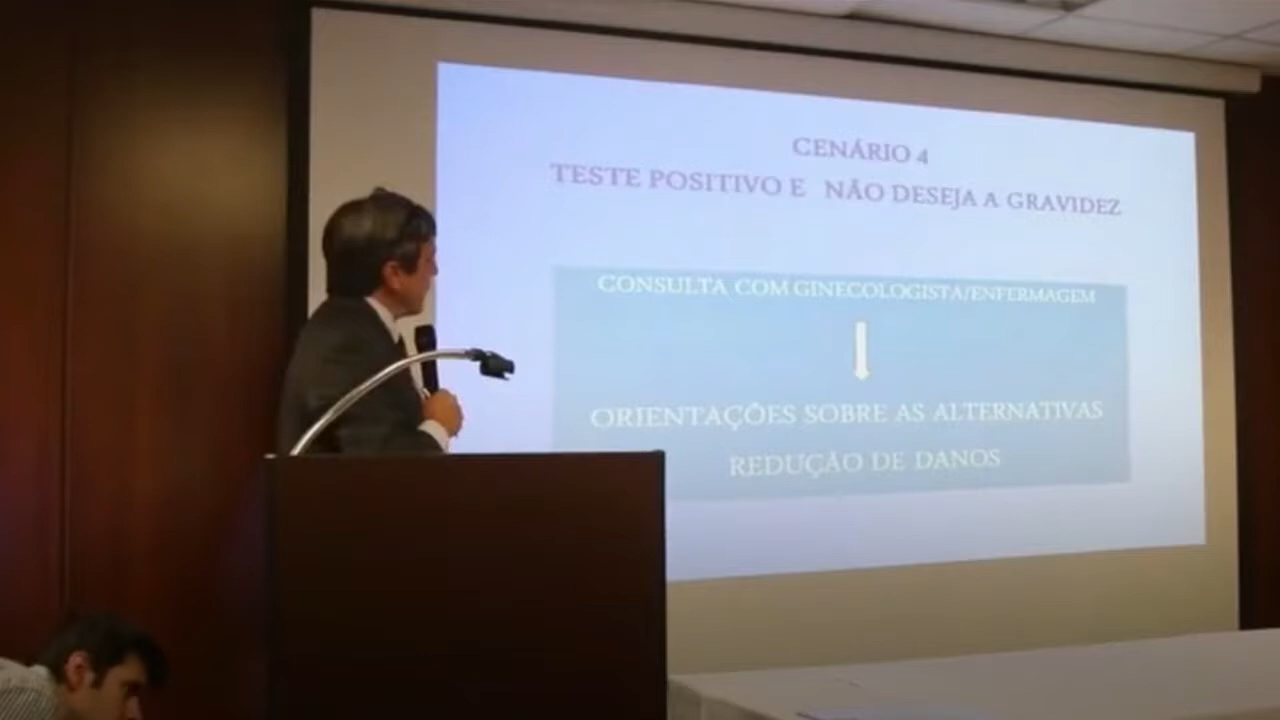 CENÁRIO 4
TESTE POSITIVO E NÃO DESEJA A GRAVIDEZ
CONSULTA COM GINECOLOGISTA/ENFERMAGEM
ORIENTAÇÕES SOBRE AS ALTERNATIVAS
REDUÇÃO DE DANOS